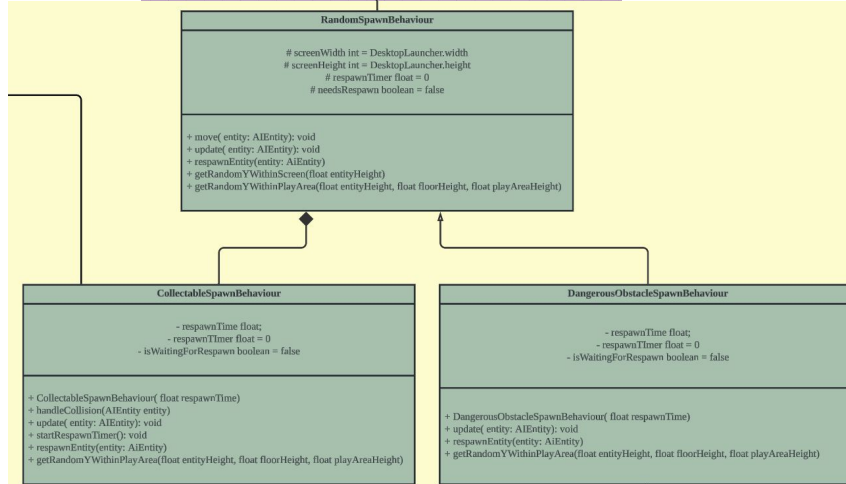 RandomSpawnBehaviour
# screenWidth int = DesktopLauncher.width
# screenHeight int = DesktopLauncher.height
# respawnTimer float = 0
# needsRespawn boolean = false
+ move( entity: AIEntity): void
+ update( entity: AIEntity): void
+ respawnEntity(entity: AiEntity)
+ getRandomYWithinScreen(float entityHeight)
+ getRandomYWithinPlayArea(float entityHeight, float floorHeight, float playAreaHeight)
CollectableSpawnBehaviour
- respawnTime float;
- respawnTImer float = 0
- isWaitingForRespawn boolean = false
+ CollectableSpawnBehaviour( float respawnTime)
+ handleCollision(AIEntity entity)
+ update( entity: AIEntity): void
+ startRespawnTimer(): void
+ respawnEntity(entity: AiEntity)
+ getRandomYWithinPlayArea(float entityHeight, float floorHeight, float playAreaHeight)
DangerousObstacleSpawnBehaviour
- respawnTime float;
- respawnTImer float = 0
- isWaitingForRespawn boolean = false
+ DangerousObstacleSpawnBehaviour( float respawnTime)
+ update( entity: AIEntity): void
+ respawnEntity(entity: AiEntity)
+ getRandomYWithinPlayArea(float entityHeight, float floorHeight, float playAreaHeight)